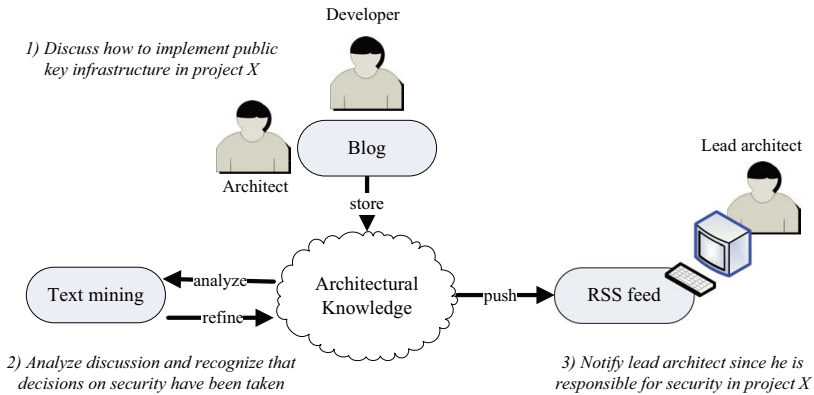 Developer
1) Discuss how to implement public
key infrastructure in project X
Blog
Architect
Lead architect
store
Architectural
Knowledge
Text mining
analyze
refine
push
RSS feed
2) Analyze discussion and recognize that
decisions on security have been taken
3) Notify lead architect since he is
responsible for security in project X